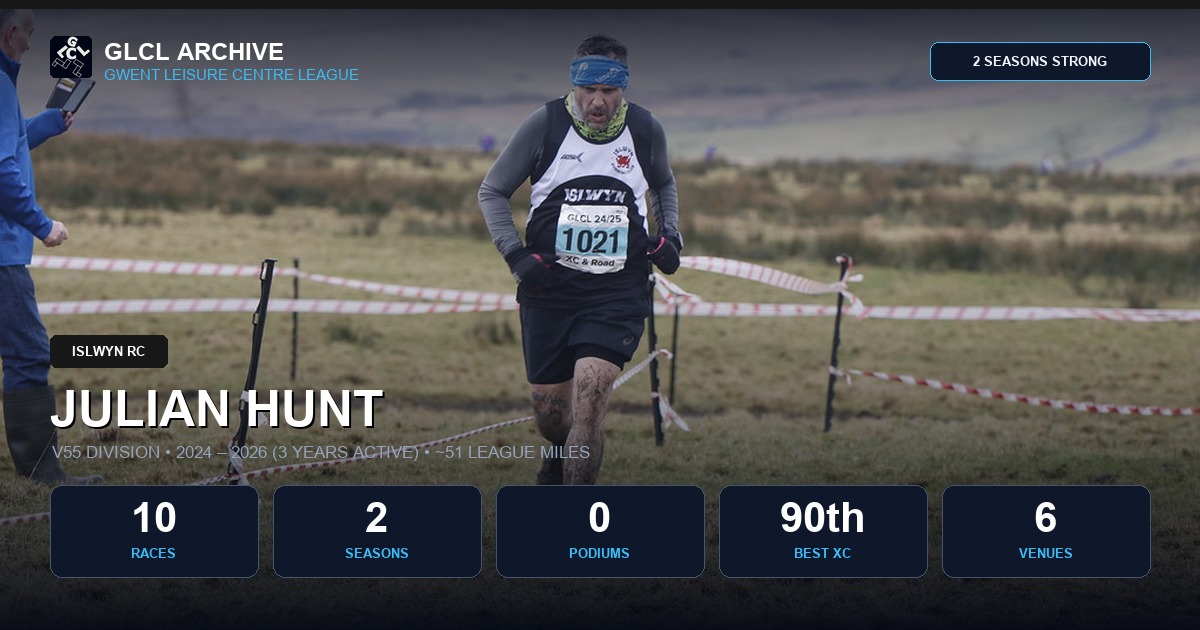 GLCL ARCHIVE
GWENT LEISURE CENTRE LEAGUE
2 SEASONS STRONG
ISLWYN
ISLWYN
GLCL 24/25
1021
XC & Road
ISLWYN RC
JULIAN HUNT
V55 DIVISION • 2024 – 2026 (3 YEARS ACTIVE) • ~51 LEAGUE MILES
10
RACES
2
SEASONS
0
PODIUMS
90th
BEST XC
6
VENUES